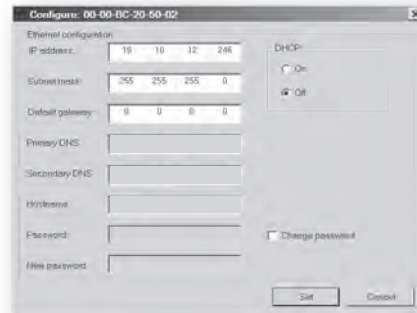 Configure: 00-00-BC-20-50-02
Ethernet configuration
IP address: 10 10 12 246
Subnet mask: 255 255 255 0
Default gateway: 0 0 0 0
Primary DNS:
Secondary DNS:
Hostname:
Password:
New password:
DHCP
On
Off
Change password
Set
Cancel